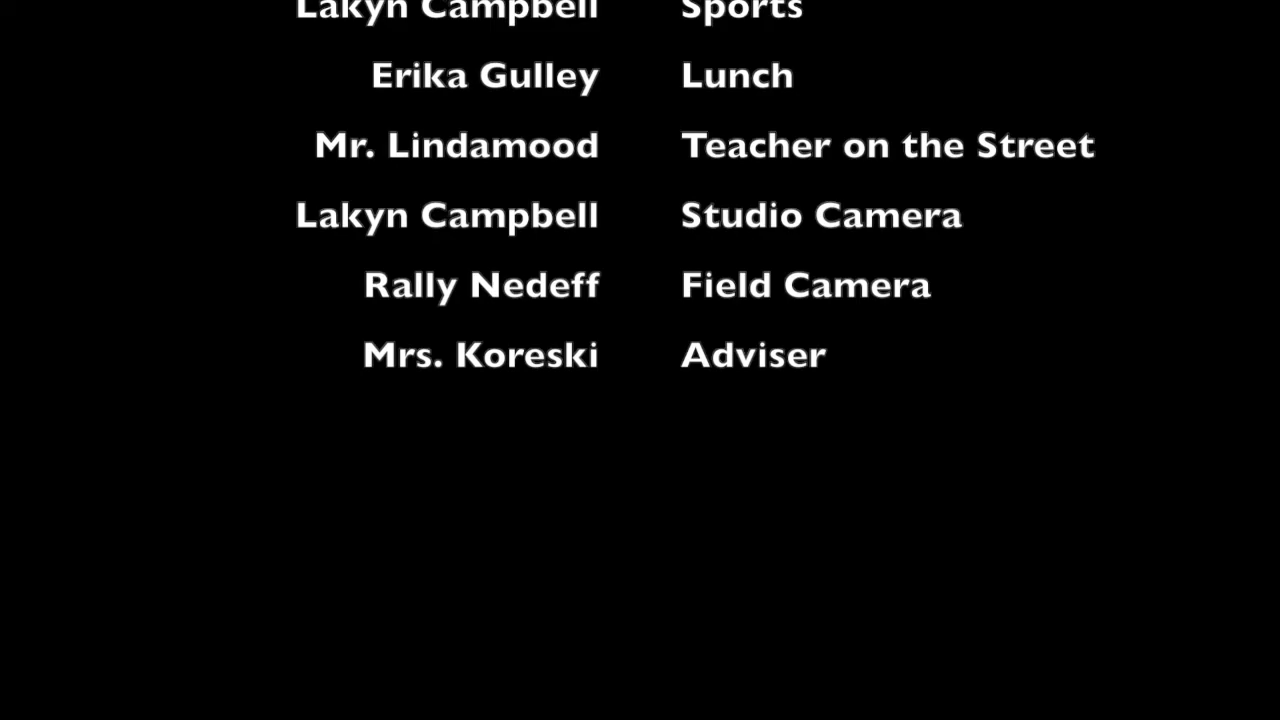 Lakyn Campbell Sports
Erika Gulley Lunch
Mr. Lindamood Teacher on the Street
Lakyn Campbell Studio Camera
Rally Nedeff Field Camera
Mrs. Koreski Adviser